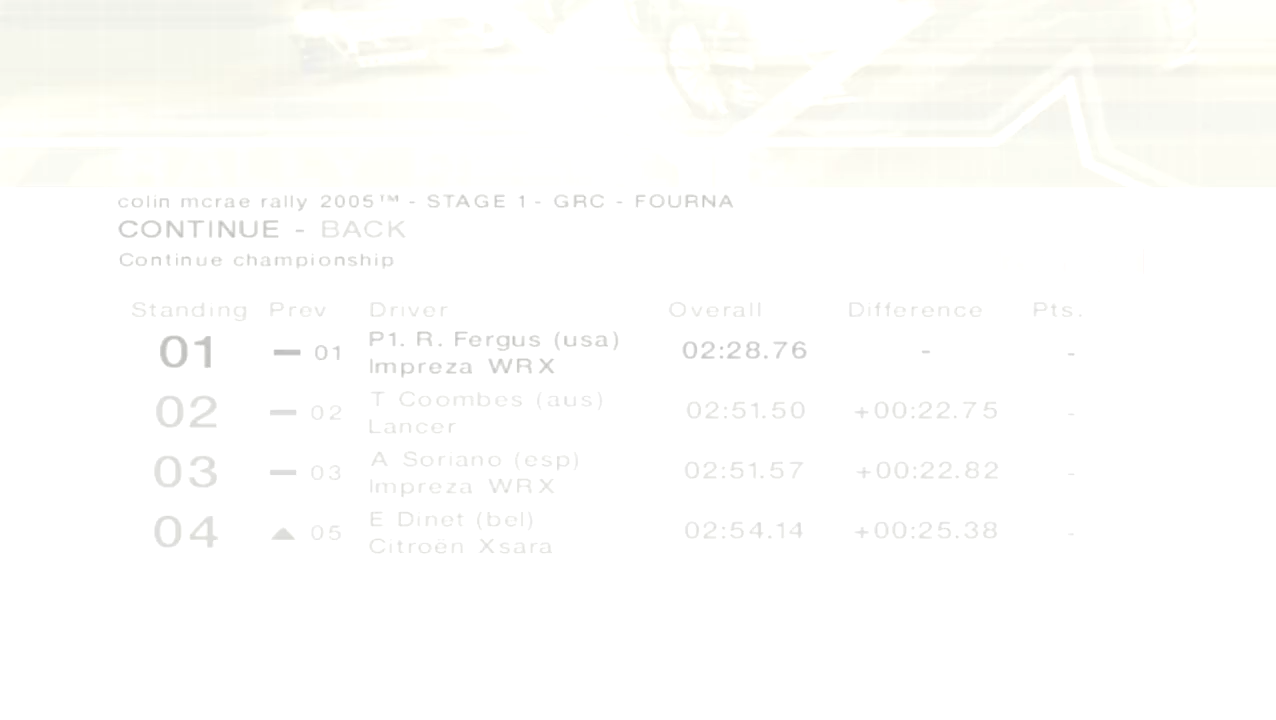 colin mcrae rally 2005™ - STAGE 1 - GRC - FOURNA
CONTINUE - BACK
Continue championship
Standing Prev Driver Overall Difference Pts.
01 01 P1. R. Fergus (usa) 02:28.76 - -
Impreza WRX
02 02 T Coombes (aus) 02:51.50 +00:22.75 -
Lancer
03 03 A Soriano (esp) 02:51.57 +00:22.82 -
Impreza WRX
04 05 E Dinet (bel) 02:54.14 +00:25.38 -
Citroën Xsara